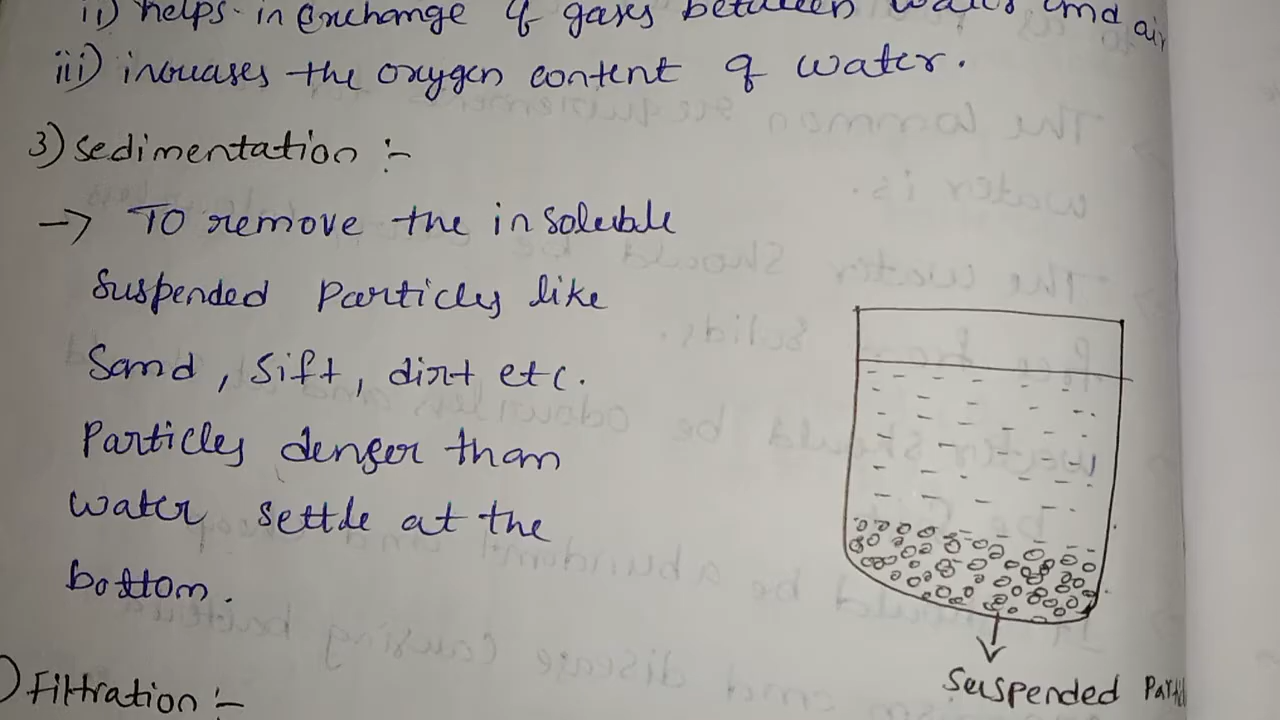 ii) helps in exchange of gases between water and air
iii) increases the oxygen content of water.
3) Sedimentation :-
→ To remove the insoluble
Suspended Particles like
Sand, Sift, dirt etc.
Particles denser than
water settle at the
bottom.
Suspended Parti
) Filtration :-